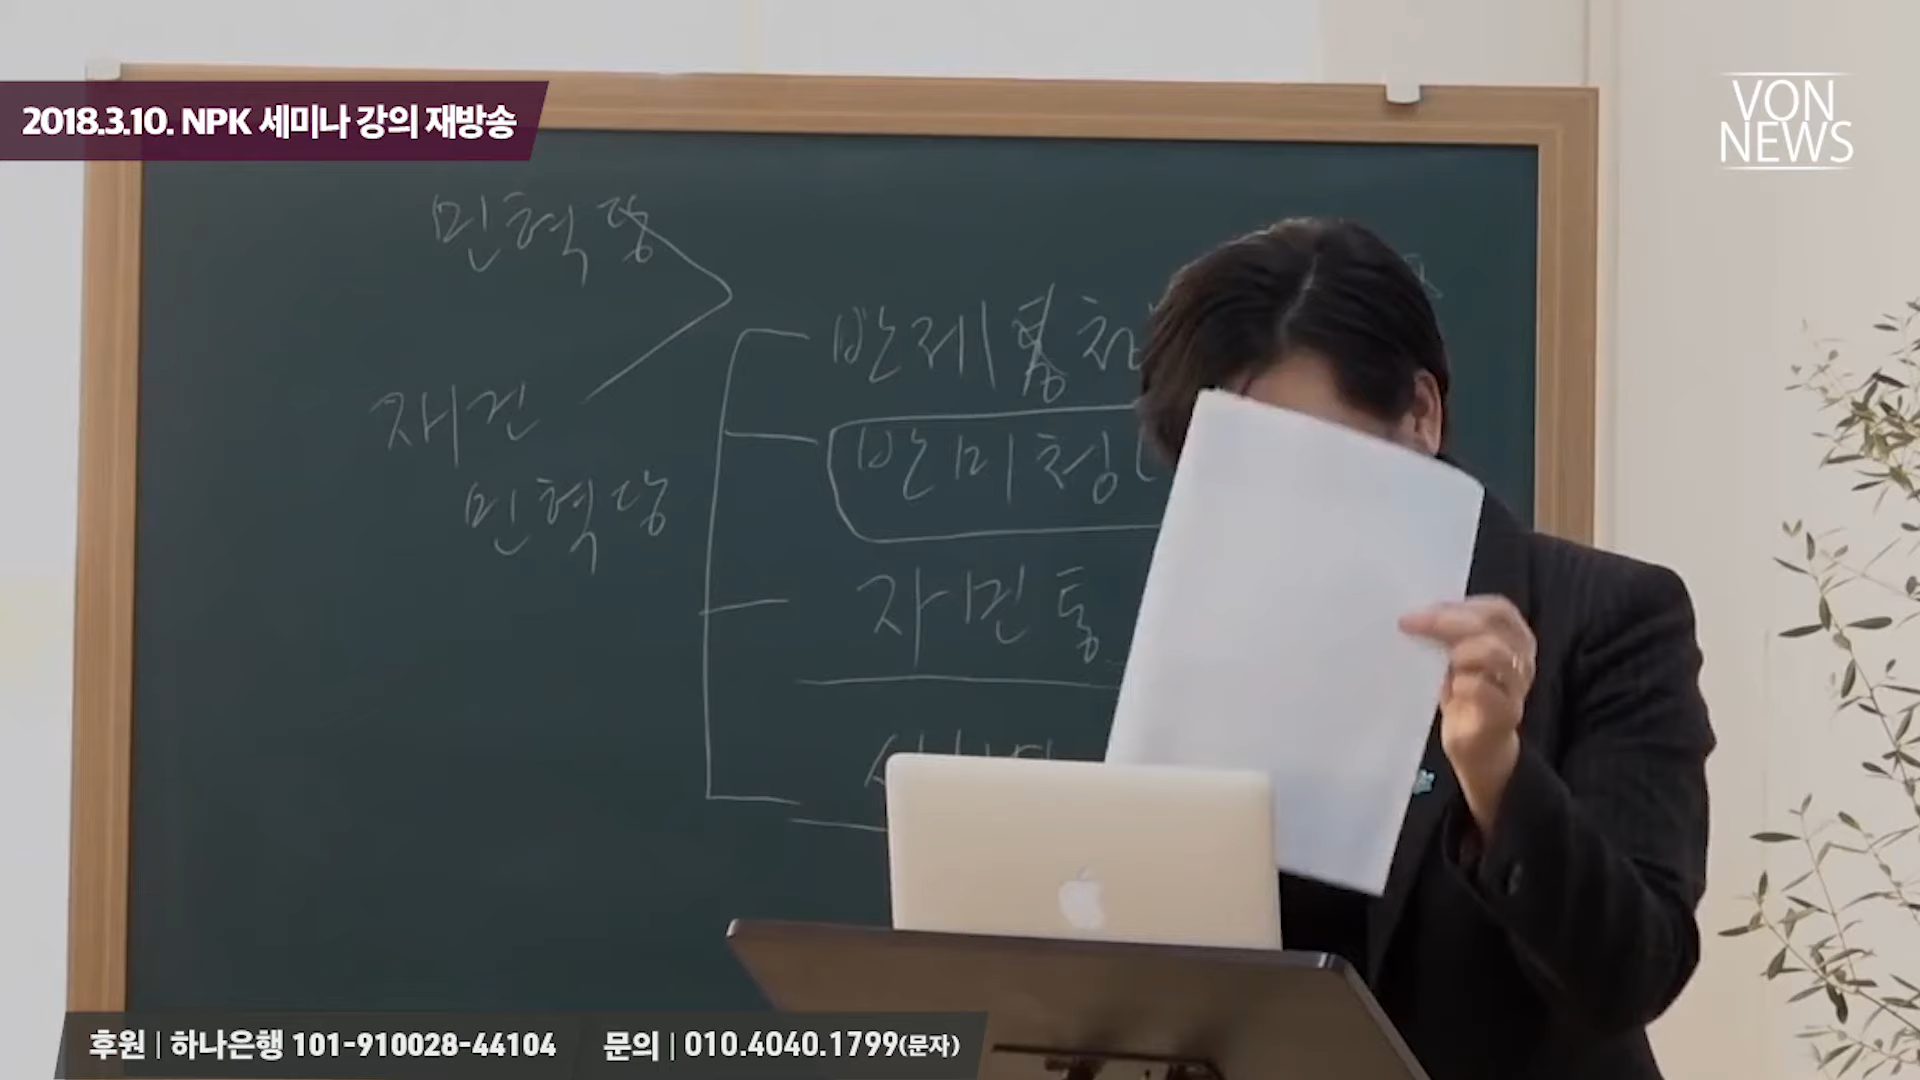 2018.3.10. NPK 세미나 강의 재방송
VON
NEWS
민혁당
반제
반미청
재건
민혁당
자민통
후원 | 하나은행 101-910028-44104
문의 | 010.4040.1799(문자)